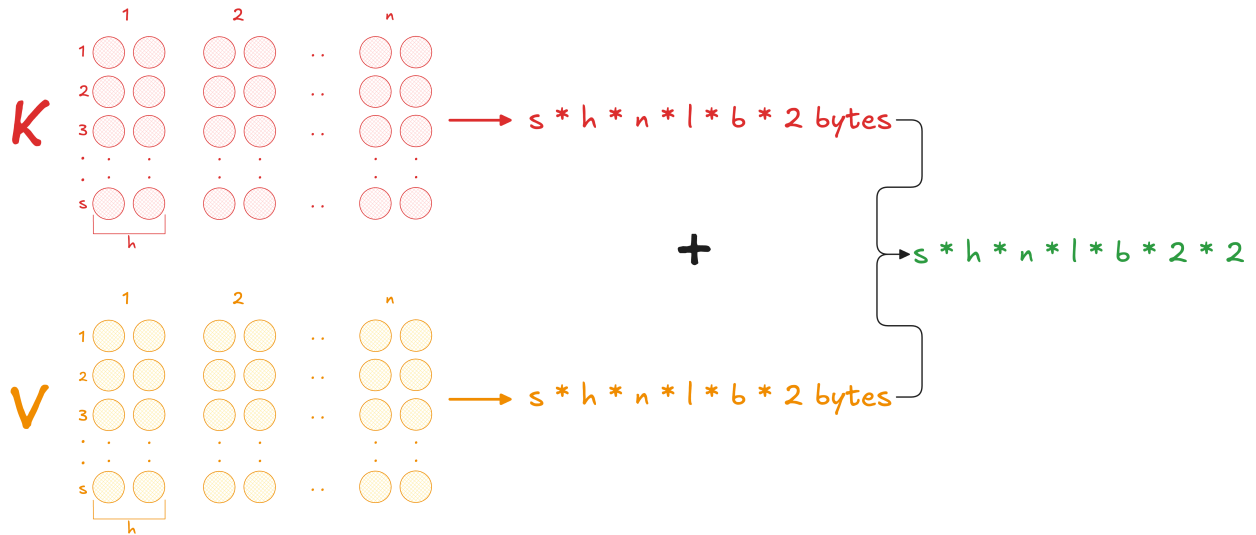 1 2 n
1 ..
2 ..
K
3 ..
s * h * n * l * b * 2 bytes
. . . . . . .
. . . . . . .
s ..
h
+
s * h * n * l * b * 2 * 2
1 2 n
1 ..
2 ..
V
3 ..
s * h * n * l * b * 2 bytes
. . . . . . .
. . . . . . .
s ..
h